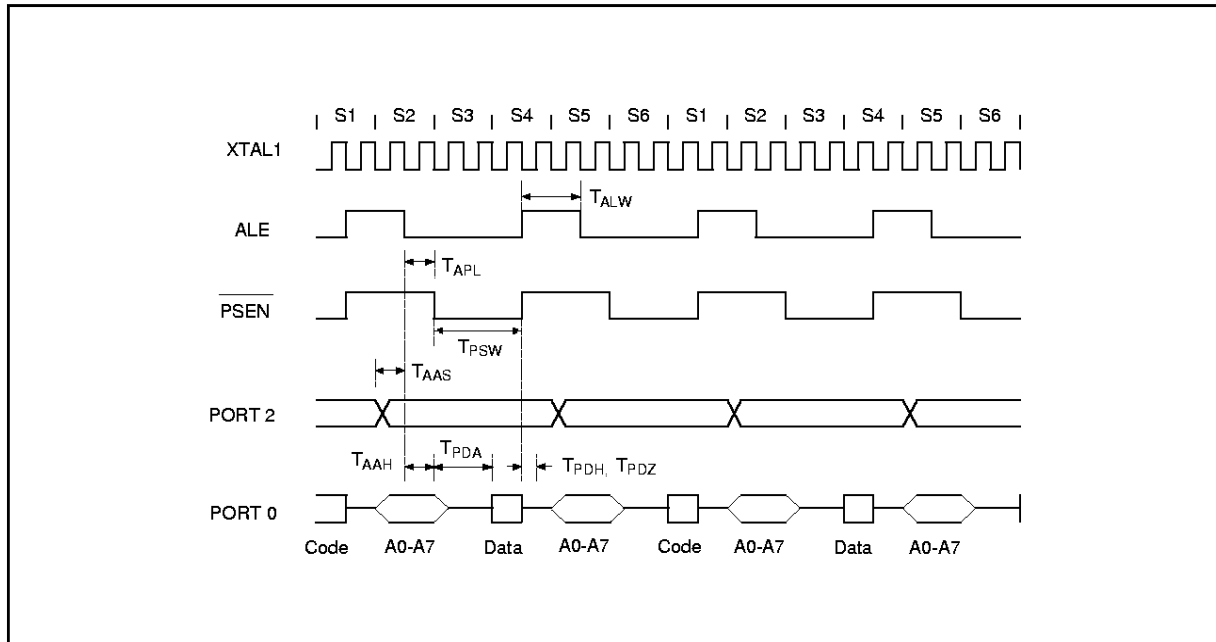 S1 S2 S3 S4 S5 S6 S1 S2 S3 S4 S5 S6
XTAL1
TALW
ALE
TAPL
PSEN
TPSW
TAAS
PORT 2
TAAH TPDA TPDH, TPDZ
PORT 0
Code A0-A7 Data A0-A7 Code A0-A7 Data A0-A7